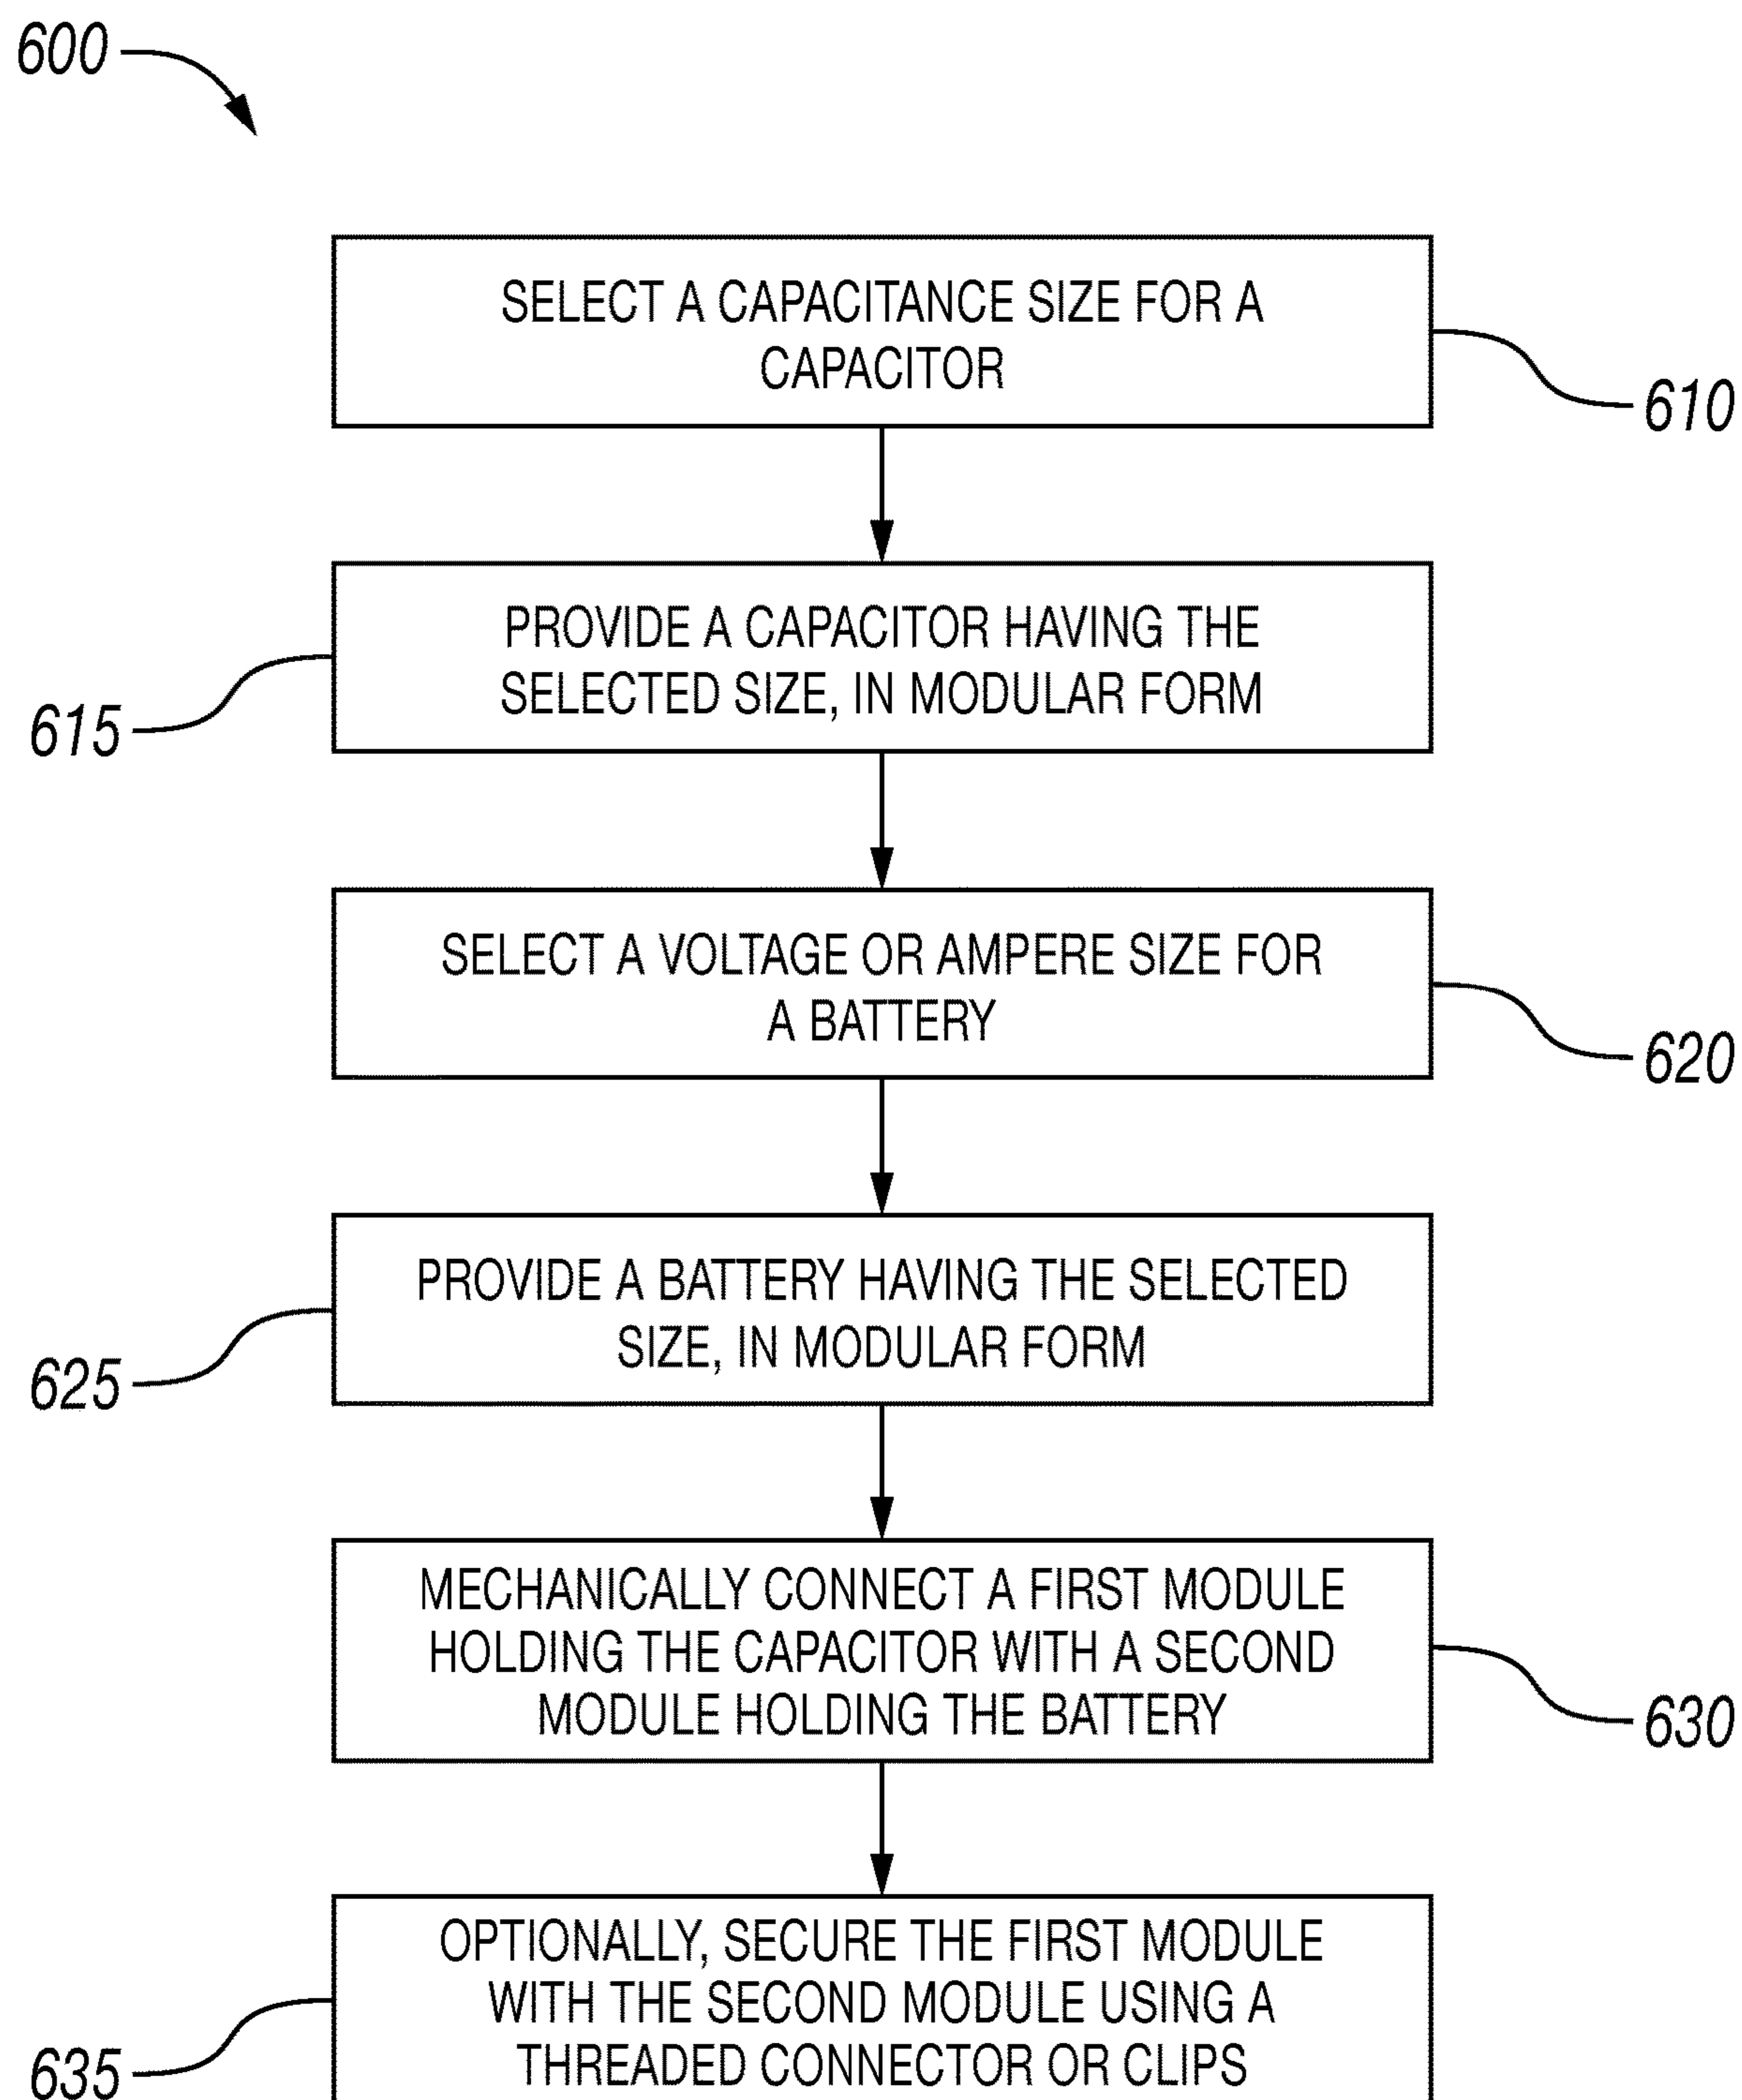 600
SELECT A CAPACITANCE SIZE FOR A
CAPACITOR
610
PROVIDE A CAPACITOR HAVING THE
SELECTED SIZE, IN MODULAR FORM
615
SELECT A VOLTAGE OR AMPERE SIZE FOR
A BATTERY
620
PROVIDE A BATTERY HAVING THE SELECTED
SIZE, IN MODULAR FORM
625
MECHANICALLY CONNECT A FIRST MODULE
HOLDING THE CAPACITOR WITH A SECOND
MODULE HOLDING THE BATTERY
630
OPTIONALLY, SECURE THE FIRST MODULE
WITH THE SECOND MODULE USING A
THREADED CONNECTOR OR CLIPS
635